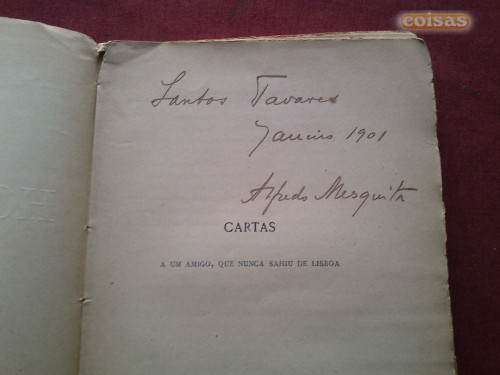 coisas
Santos Tavares
Janeiro 1901
Alfredo Mesquita
CARTAS
A UM AMIGO, QUE NUNCA SAHIU DE LISBOA